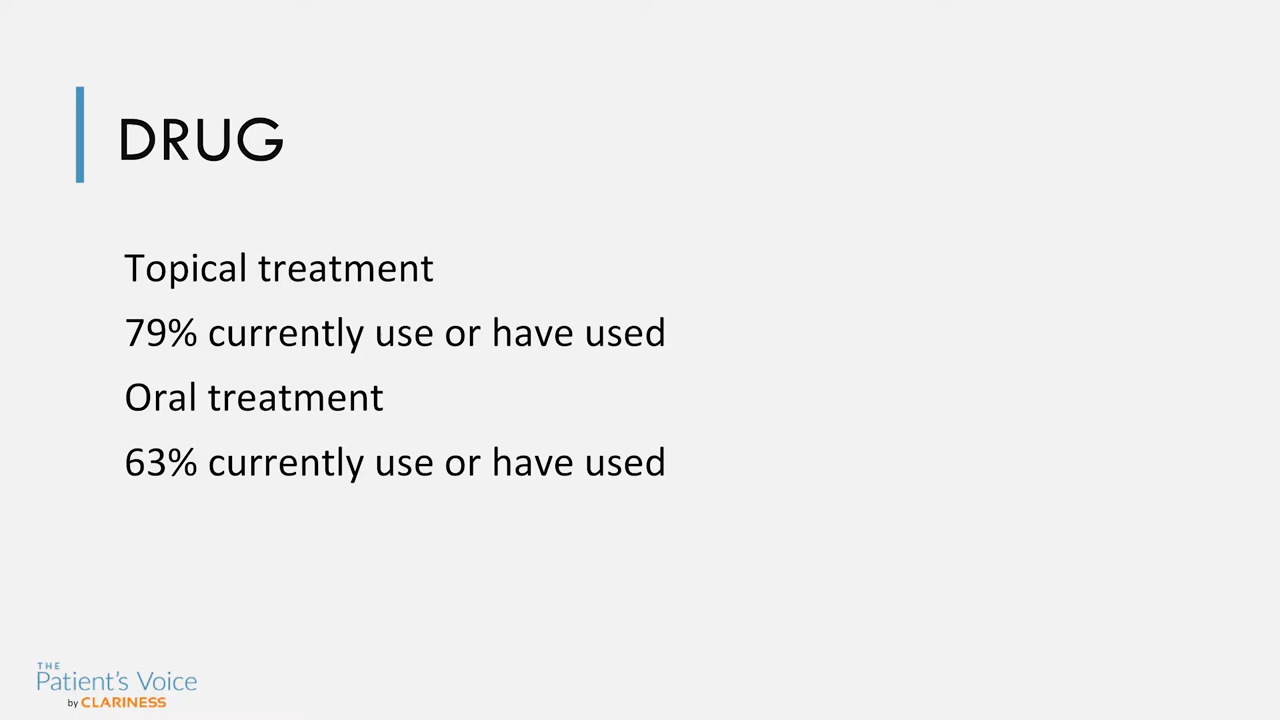 DRUG
Topical treatment
79% currently use or have used
Oral treatment
63% currently use or have used
THE
Patient's Voice
by CLARINESS